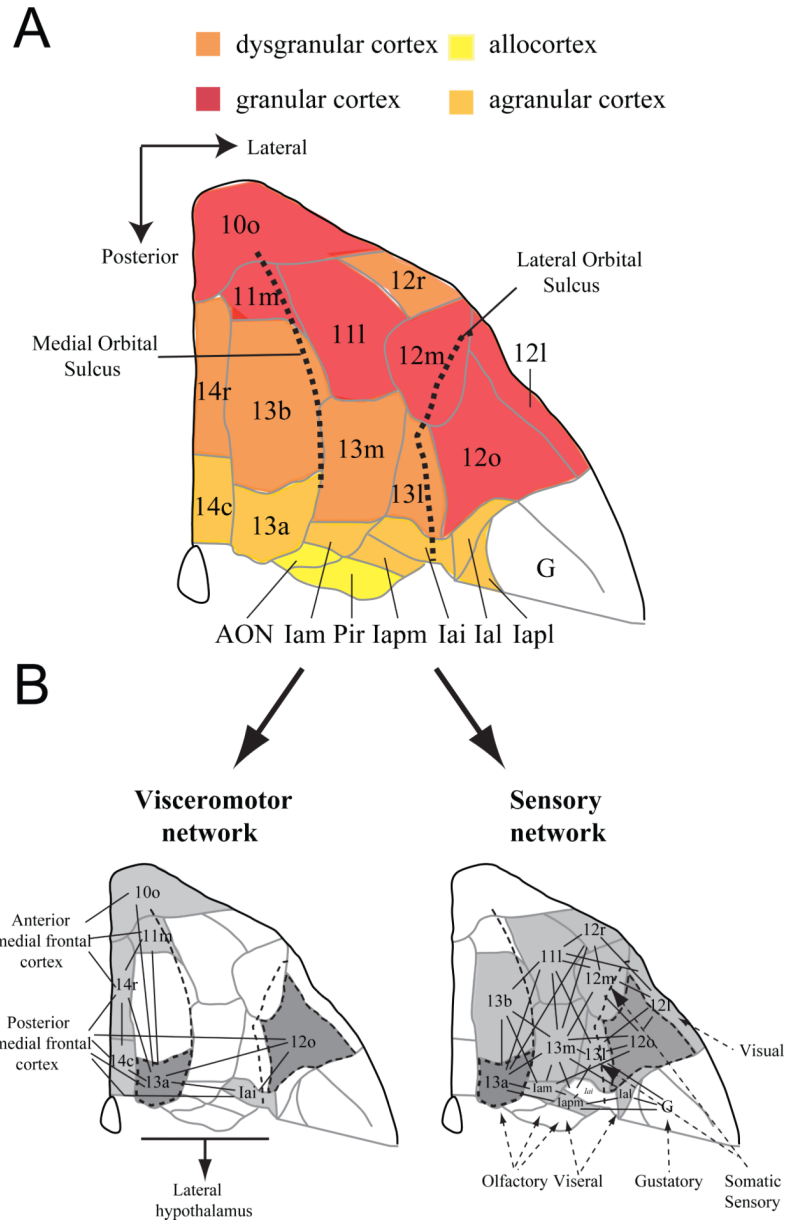 A
dysgranular cortex
allocortex
granular cortex
agranular cortex
Lateral
Posterior
10o
Lateral Orbital
Sulcus
12r
11m
11l
12m
12l
Medial Orbital
Sulcus
14r
13b
13m
12o
13l
14c
13a
G
AON Iam Pir Iapm Iai Ial Iapl
B
Visceromotor
network
Sensory
network
10o
Anterior
medial frontal
cortex
11m
14r
Posterior
medial frontal
cortex
14c
13a
12o
Iai
Lateral
hypothalamus
12r
11l
12m
13b
12l
13m
13l
12o
Visual
13a
Iam
Iai
Iapm
Ial
G
Olfactory
Viseral
Gustatory
Somatic
Sensory